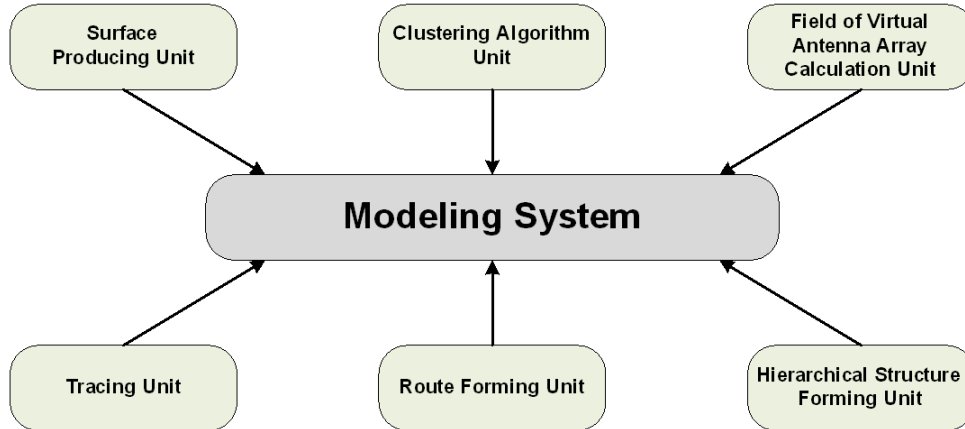 Surface
Producing Unit
Clustering Algorithm
Unit
Field of Virtual
Antenna Array
Calculation Unit
Modeling System
Tracing Unit
Route Forming Unit
Hierarchical Structure
Forming Unit